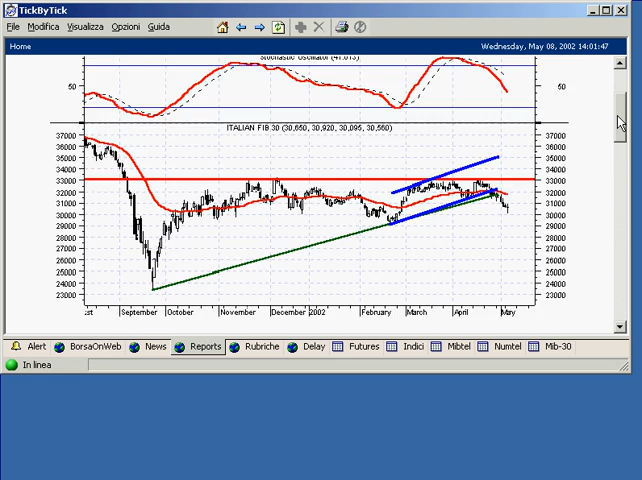 TickByTick
File Modifica Visualizza Opzioni Guida
Home Wednesday, May 08, 2002 14:01:47
Stochastic Oscillator (41.013)
50 50
ITALIAN FIB 30 (30,650, 30,920, 30,095, 30,560)
37000 37000
36000 36000
35000 35000
34000 34000
33000 33000
32000 32000
31000 31000
30000 30000
29000 29000
28000 28000
27000 27000
26000 26000
25000 25000
24000 24000
23000 23000
September October November December 2002 February March April May
Alert BorsaOnWeb News Reports Rubriche Delay Futures Indici Mibtel Numtel Mib-30
In linea